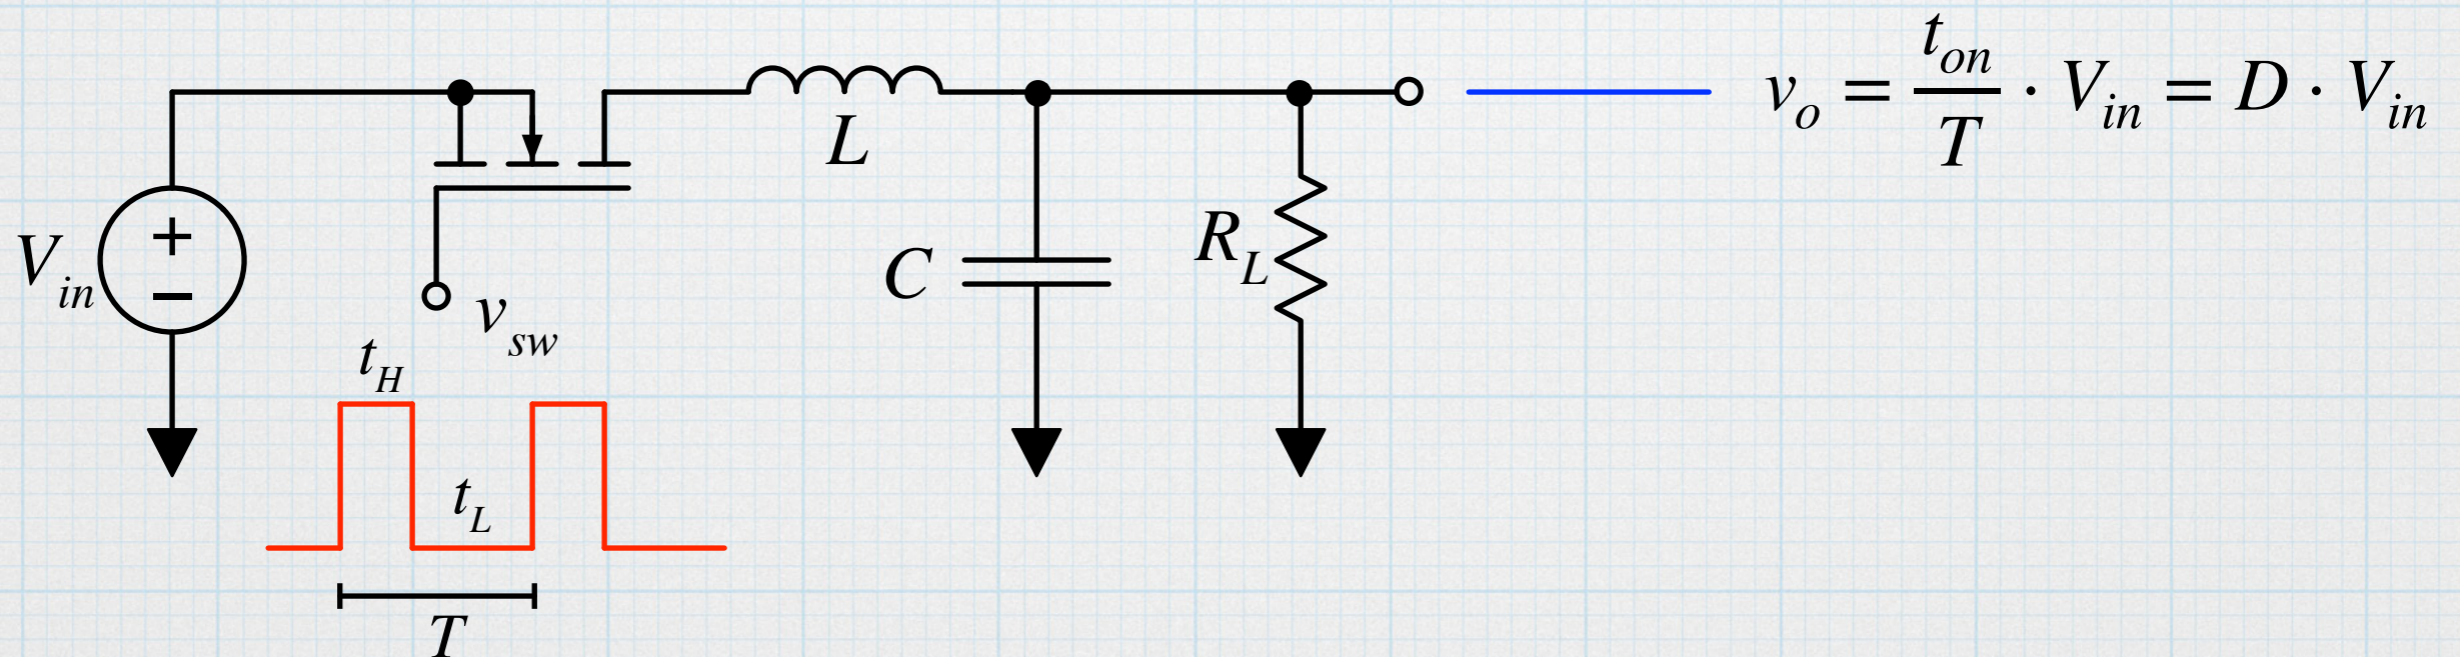 v_o = t_on / T · V_in = D · V_in
L
V_in
+
−
v_sw
C
R_L
t_H
t_L
T